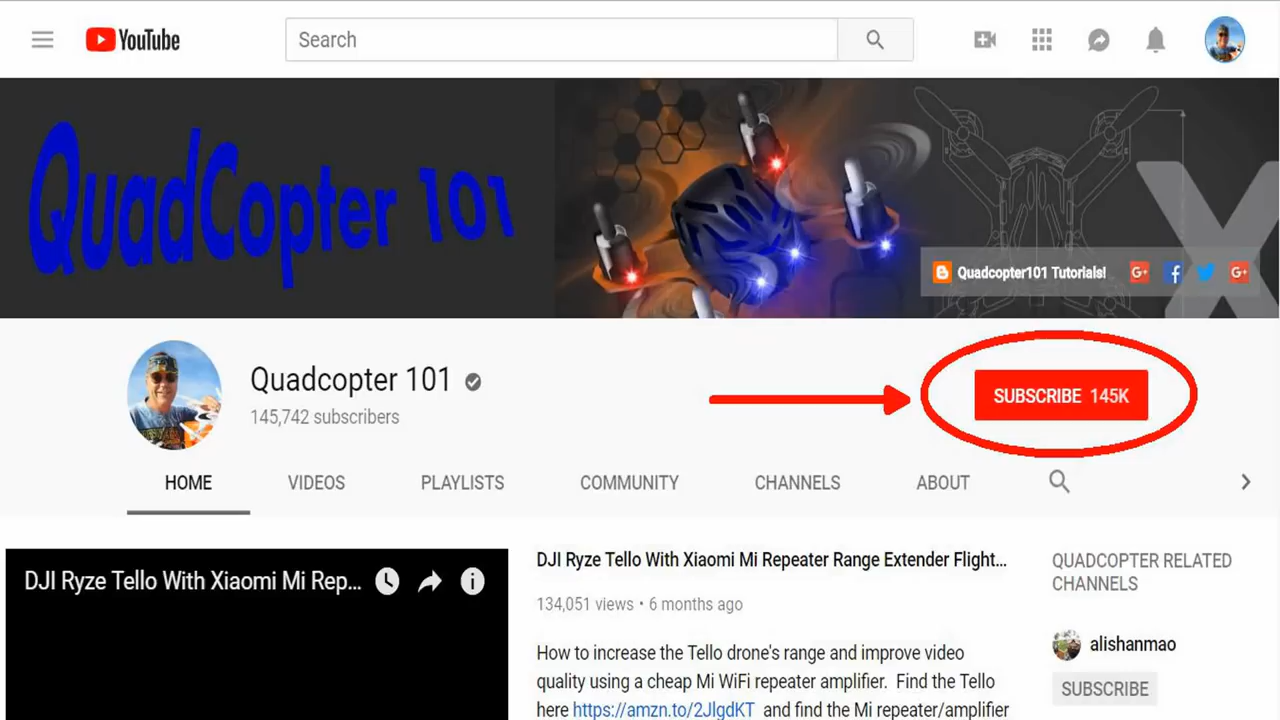 YouTube
Search
QuadCopter 101
X
Quadcopter101 Tutorials!
Quadcopter 101
145,742 subscribers
SUBSCRIBE 145K
HOME VIDEOS PLAYLISTS COMMUNITY CHANNELS ABOUT
DJI Ryze Tello With Xiaomi Mi Rep...
DJI Ryze Tello With Xiaomi Mi Repeater Range Extender Flight...
134,051 views • 6 months ago
How to increase the Tello drone's range and improve video
quality using a cheap Mi WiFi repeater amplifier. Find the Tello
here https://amzn.to/2JlgdKT and find the Mi repeater/amplifier
QUADCOPTER RELATED
CHANNELS
alishanmao
SUBSCRIBE